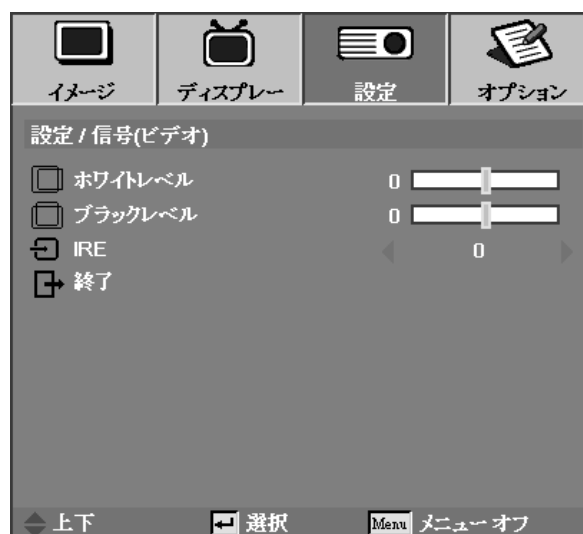 イメージ ディスプレー 設定 オプション
設定 / 信号(ビデオ)
ホワイトレベル 0
ブラックレベル 0
IRE 0
終了
上下 選択 Menu メニュー オフ